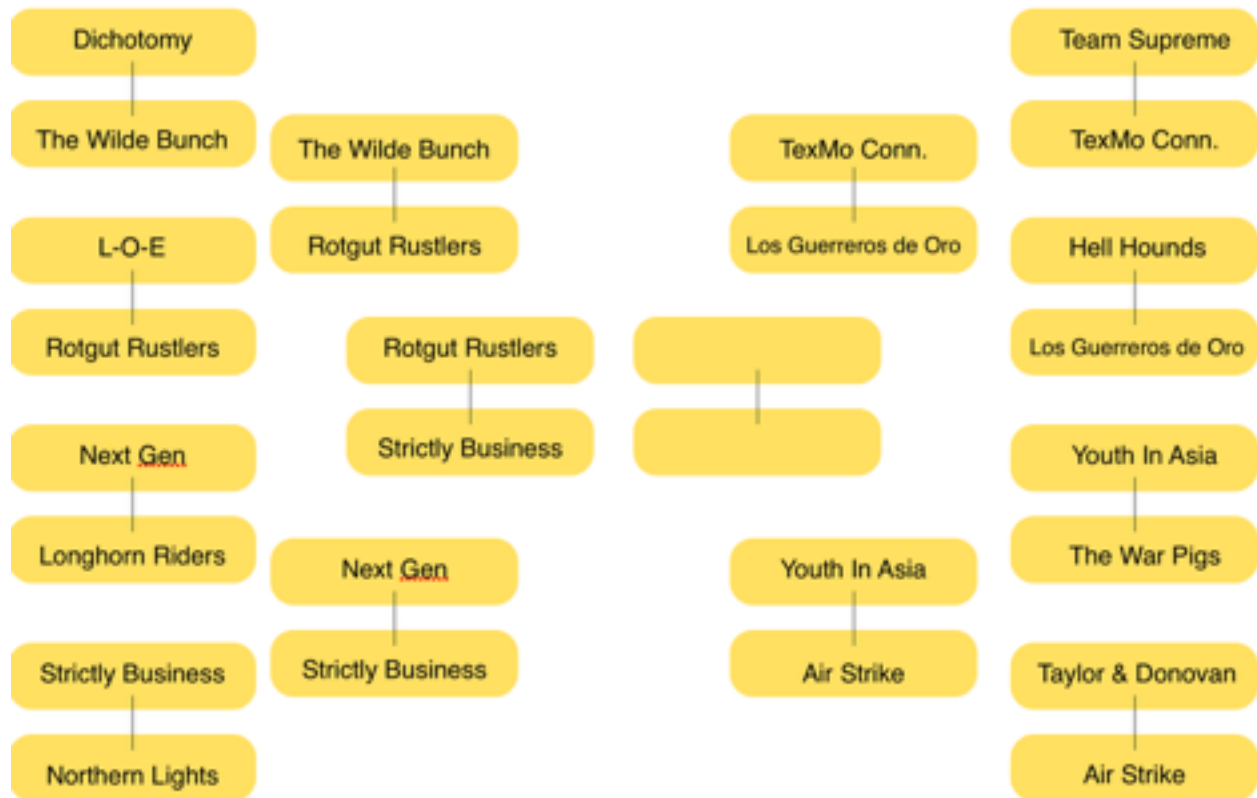 Dichotomy
The Wilde Bunch
L-O-E
Rotgut Rustlers
Next Gen
Longhorn Riders
Strictly Business
Northern Lights
The Wilde Bunch
Rotgut Rustlers
Next Gen
Strictly Business
Rotgut Rustlers
Strictly Business
TexMo Conn.
Los Guerreros de Oro
Youth In Asia
Air Strike
Team Supreme
TexMo Conn.
Hell Hounds
Los Guerreros de Oro
Youth In Asia
The War Pigs
Taylor & Donovan
Air Strike